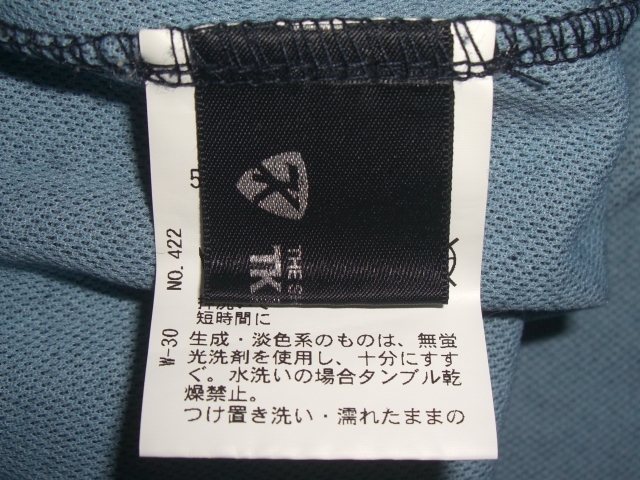 TK
THE
短時間に
生成・淡色系のものは、無蛍
光洗剤を使用し、十分にすす
ぐ。水洗いの場合タンブル乾
燥禁止。
つけ置き洗い・濡れたままの
W-30 NO. 422
5